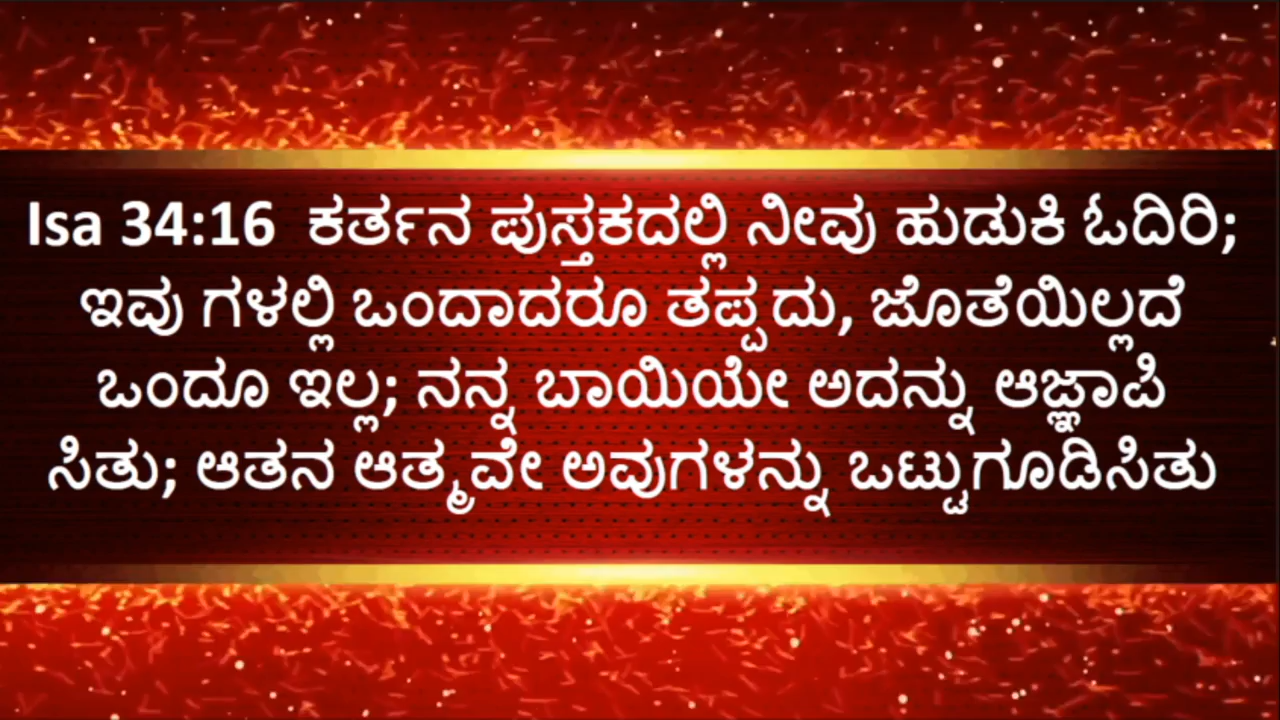 Isa 34:16 ಕರ್ತನ ಪುಸ್ತಕದಲ್ಲಿ ನೀವು ಹುಡುಕಿ ಓದಿರಿ;
ಇವು ಗಳಲ್ಲಿ ಒಂದಾದರೂ ತಪ್ಪದು, ಜೊತೆಯಿಲ್ಲದೆ
ಒಂದೂ ಇಲ್ಲ; ನನ್ನ ಬಾಯಿಯೇ ಅದನ್ನು ಆಜ್ಞಾಪಿ
ಸಿತು; ಆತನ ಆತ್ಮವೇ ಅವುಗಳನ್ನು ಒಟ್ಟುಗೂಡಿಸಿತು